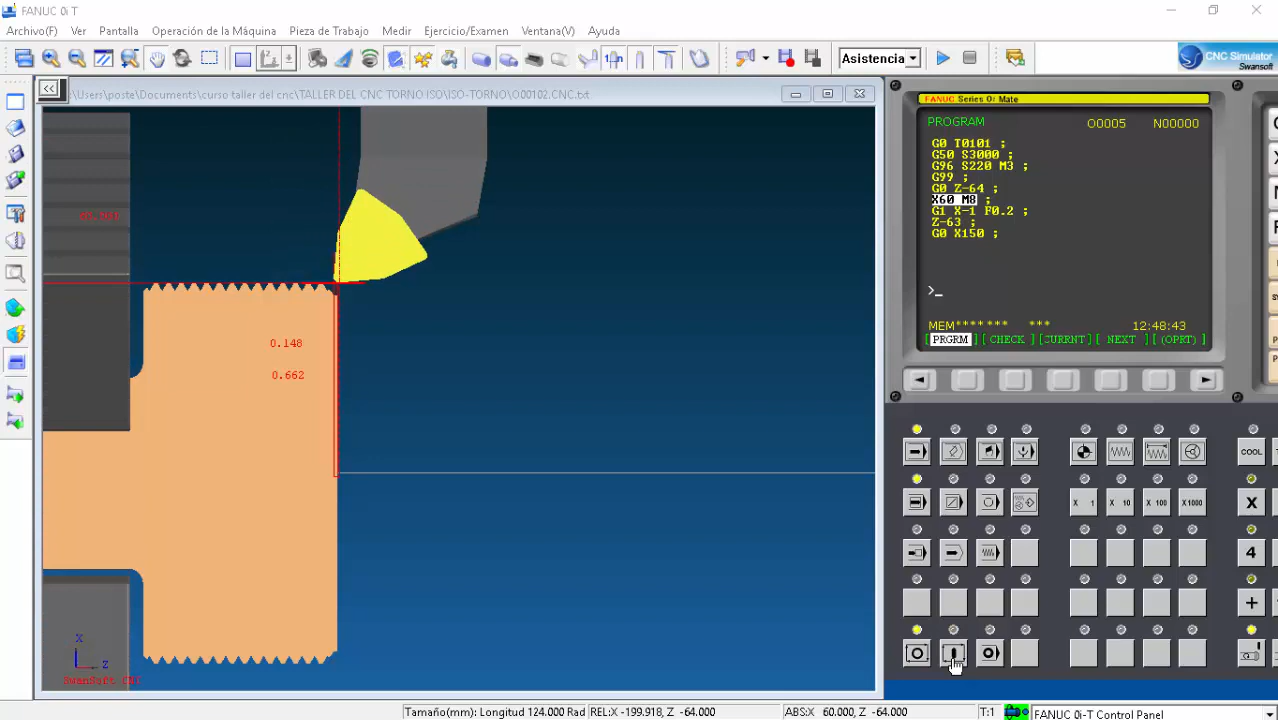 FANUC 0i T
Archivo(F) Ver Pantalla Operación de la Máquina Pieza de Trabajo Medir Ejercicio/Examen Ventana(V) Ayuda
Asistencia
CNC Simulator
Swansoft
\Users\poste\Documents\curso taller del cnc\TALLER DEL CNC TORNO ISO\ISO-TORNO\O00102.CNC.txt
0.148
0.662
X
Z
SwanSoft CNC
FANUC Series 0i Mate
PROGRAM O0005 N00000
G0 T0101 ;
G50 S3000 ;
G96 S220 M3 ;
G99 ;
G0 Z-64 ;
X60 M8 ;
G1 X-1 F0.2 ;
Z-63 ;
G0 X150 ;
>_
MEM******* *** 12:48:43
[ PRGRM ] [ CHECK ] [CURRNT ] [ NEXT ] [ (OPRT) ]
COOL
X 1 X 10 X 100 X1000 X
4
+
Tamaño(mm): Longitud 124.000 Rad REL:X -199.918, Z -64.000 ABS:X 60.000, Z -64.000 T:1 FANUC 0i-T Control Panel